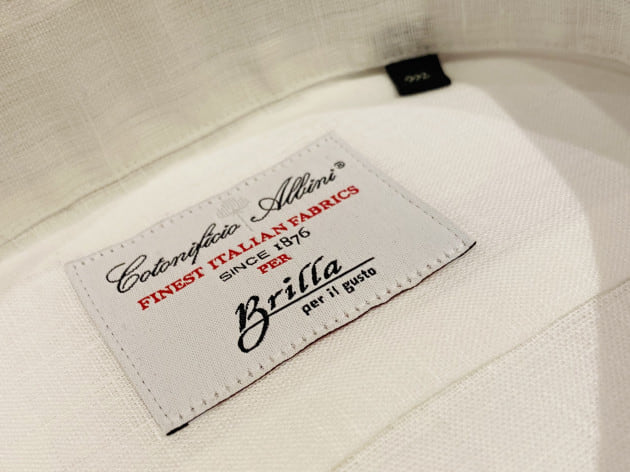 Cotonificio Albini®
FINEST ITALIAN FABRICS
SINCE 1876
PER
Brilla
per il gusto